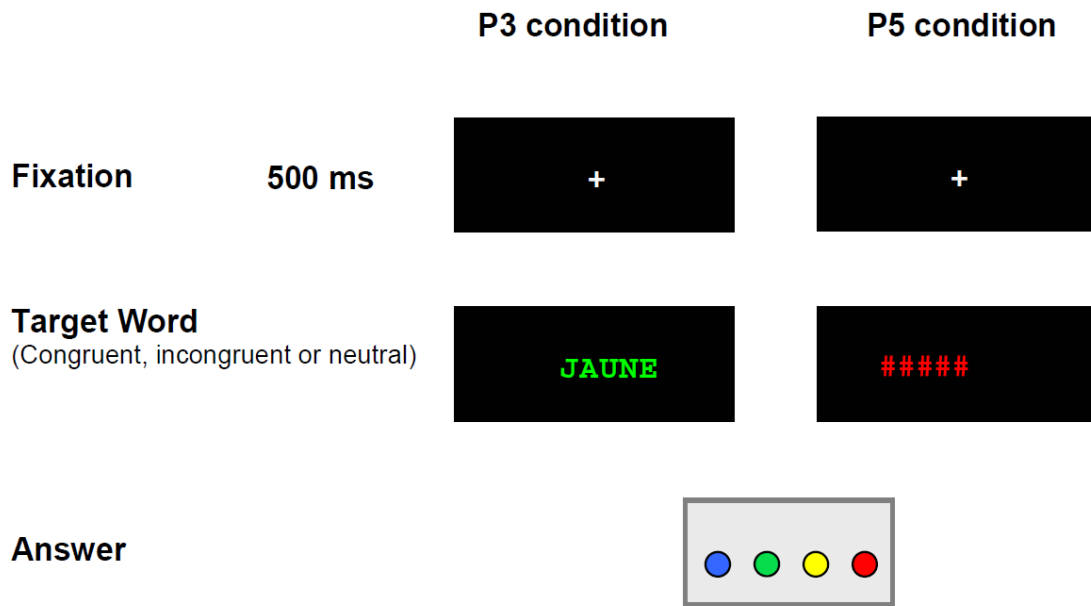 P3 condition P5 condition
Fixation 500 ms + +
Target Word
(Congruent, incongruent or neutral)
JAUNE #####
Answer